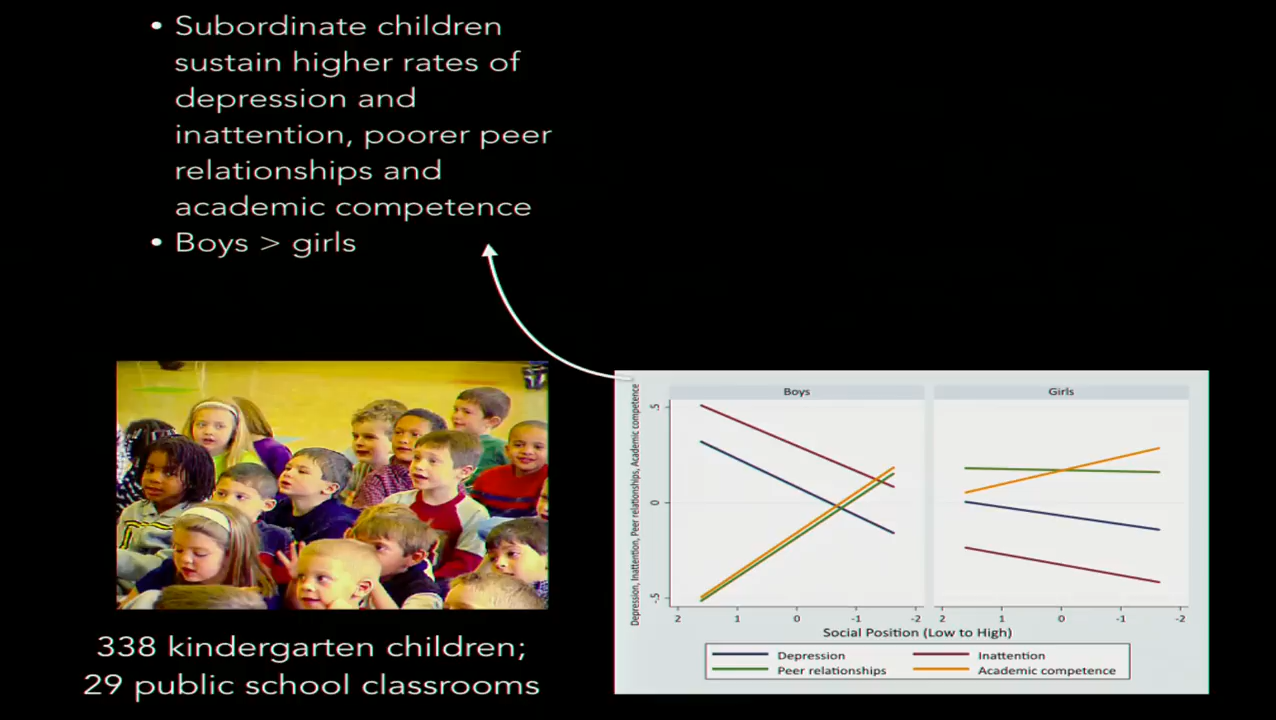 • Subordinate children
sustain higher rates of
depression and
inattention, poorer peer
relationships and
academic competence
• Boys > girls
338 kindergarten children;
29 public school classrooms
Depression, Inattention, Peer relationships, Academic competence
Boys
Girls
.5
0
-.5
2 1 0 -1 -2
2 1 0 -1 -2
Social Position (Low to High)
Depression
Inattention
Peer relationships
Academic competence